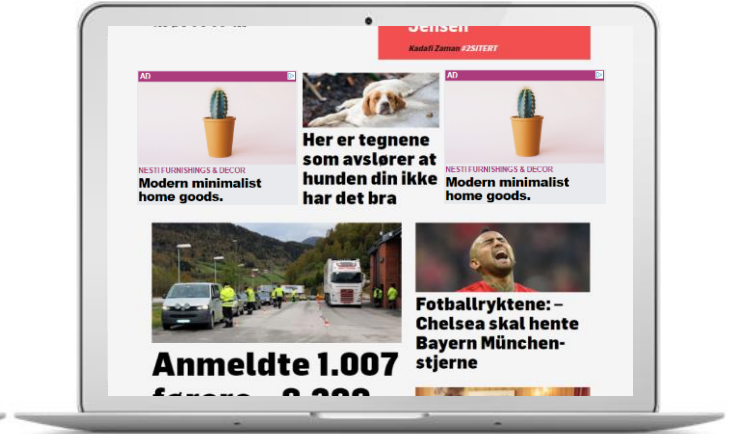 Jensen
Kadafi Zaman #2SITERT
AD
NESTI FURNISHINGS & DECOR
Modern minimalist
home goods.
Her er tegnene
som avslører at
hunden din ikke
har det bra
AD
NESTI FURNISHINGS & DECOR
Modern minimalist
home goods.
Anmeldte 1.007
Fotballryktene: –
Chelsea skal hente
Bayern München-
stjerne